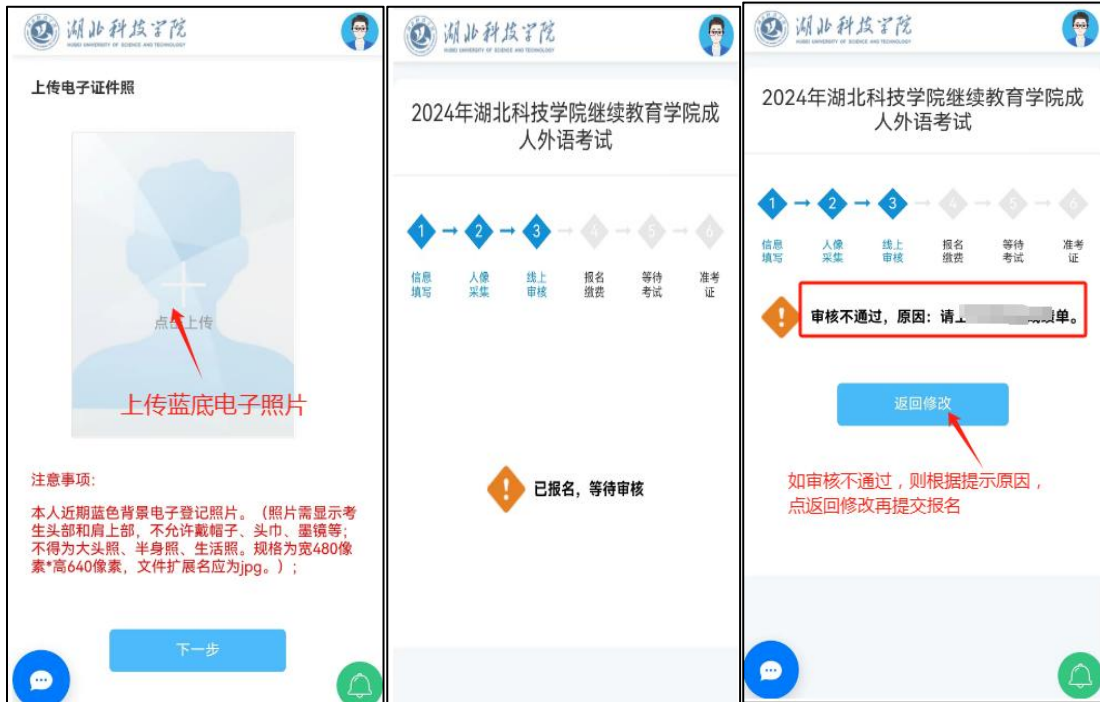 湖北科技学院
HUBEI UNIVERSITY OF SCIENCE AND TECHNOLOGY
上传电子证件照
点击上传
上传蓝底电子照片
注意事项:
本人近期蓝色背景电子登记照片。（照片需显示考
生头部和肩上部，不允许戴帽子、头巾、墨镜等;
不得为大头照、半身照、生活照。规格为宽480像
素*高640像素，文件扩展名应为jpg。）;
下一步
湖北科技学院
HUBEI UNIVERSITY OF SCIENCE AND TECHNOLOGY
2024年湖北科技学院继续教育学院成
人外语考试
1 2 3 4 5 6
信息 人像 线上 报名 等待 准考
填写 采集 审核 缴费 考试 证
已报名，等待审核
湖北科技学院
HUBEI UNIVERSITY OF SCIENCE AND TECHNOLOGY
2024年湖北科技学院继续教育学院成
人外语考试
1 2 3 4 5 6
信息 人像 线上 报名 等待 准考
填写 采集 审核 缴费 考试 证
审核不通过，原因: 请 单。
返回修改
如审核不通过，则根据提示原因，
点返回修改再提交报名